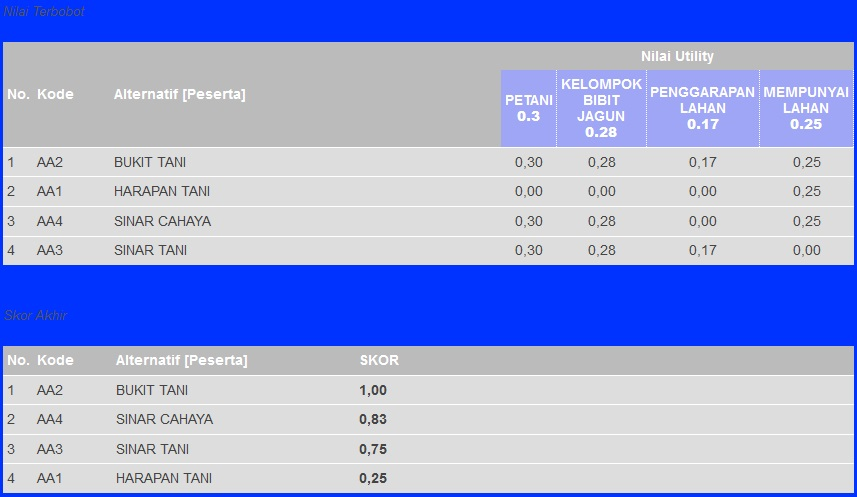 Nilai Terbobot
Nilai Utility
No. Kode Alternatif [Peserta] PETANI 0.3 KELOMPOK BIBIT JAGUN 0.28 PENGGARAPAN LAHAN 0.17 MEMPUNYAI LAHAN 0.25
1 AA2 BUKIT TANI 0,30 0,28 0,17 0,25
2 AA1 HARAPAN TANI 0,00 0,00 0,00 0,25
3 AA4 SINAR CAHAYA 0,30 0,28 0,00 0,25
4 AA3 SINAR TANI 0,30 0,28 0,17 0,00
Skor Akhir
No. Kode Alternatif [Peserta] SKOR
1 AA2 BUKIT TANI 1,00
2 AA4 SINAR CAHAYA 0,83
3 AA3 SINAR TANI 0,75
4 AA1 HARAPAN TANI 0,25